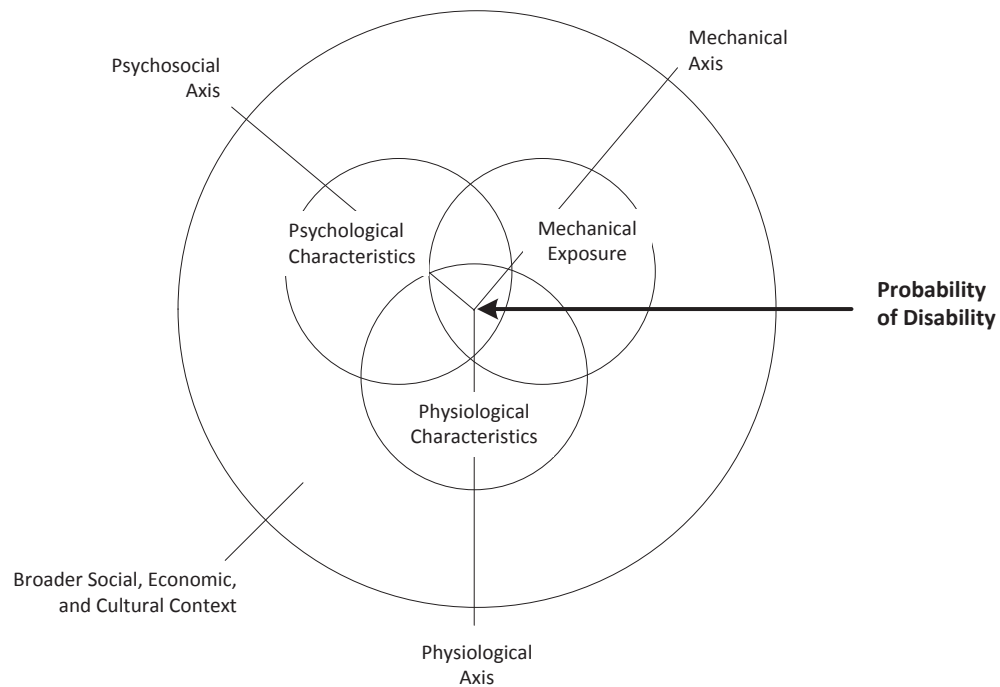 Mechanical
Axis
Psychosocial
Axis
Psychological
Characteristics
Mechanical
Exposure
Probability
of Disability
Physiological
Characteristics
Broader Social, Economic,
and Cultural Context
Physiological
Axis